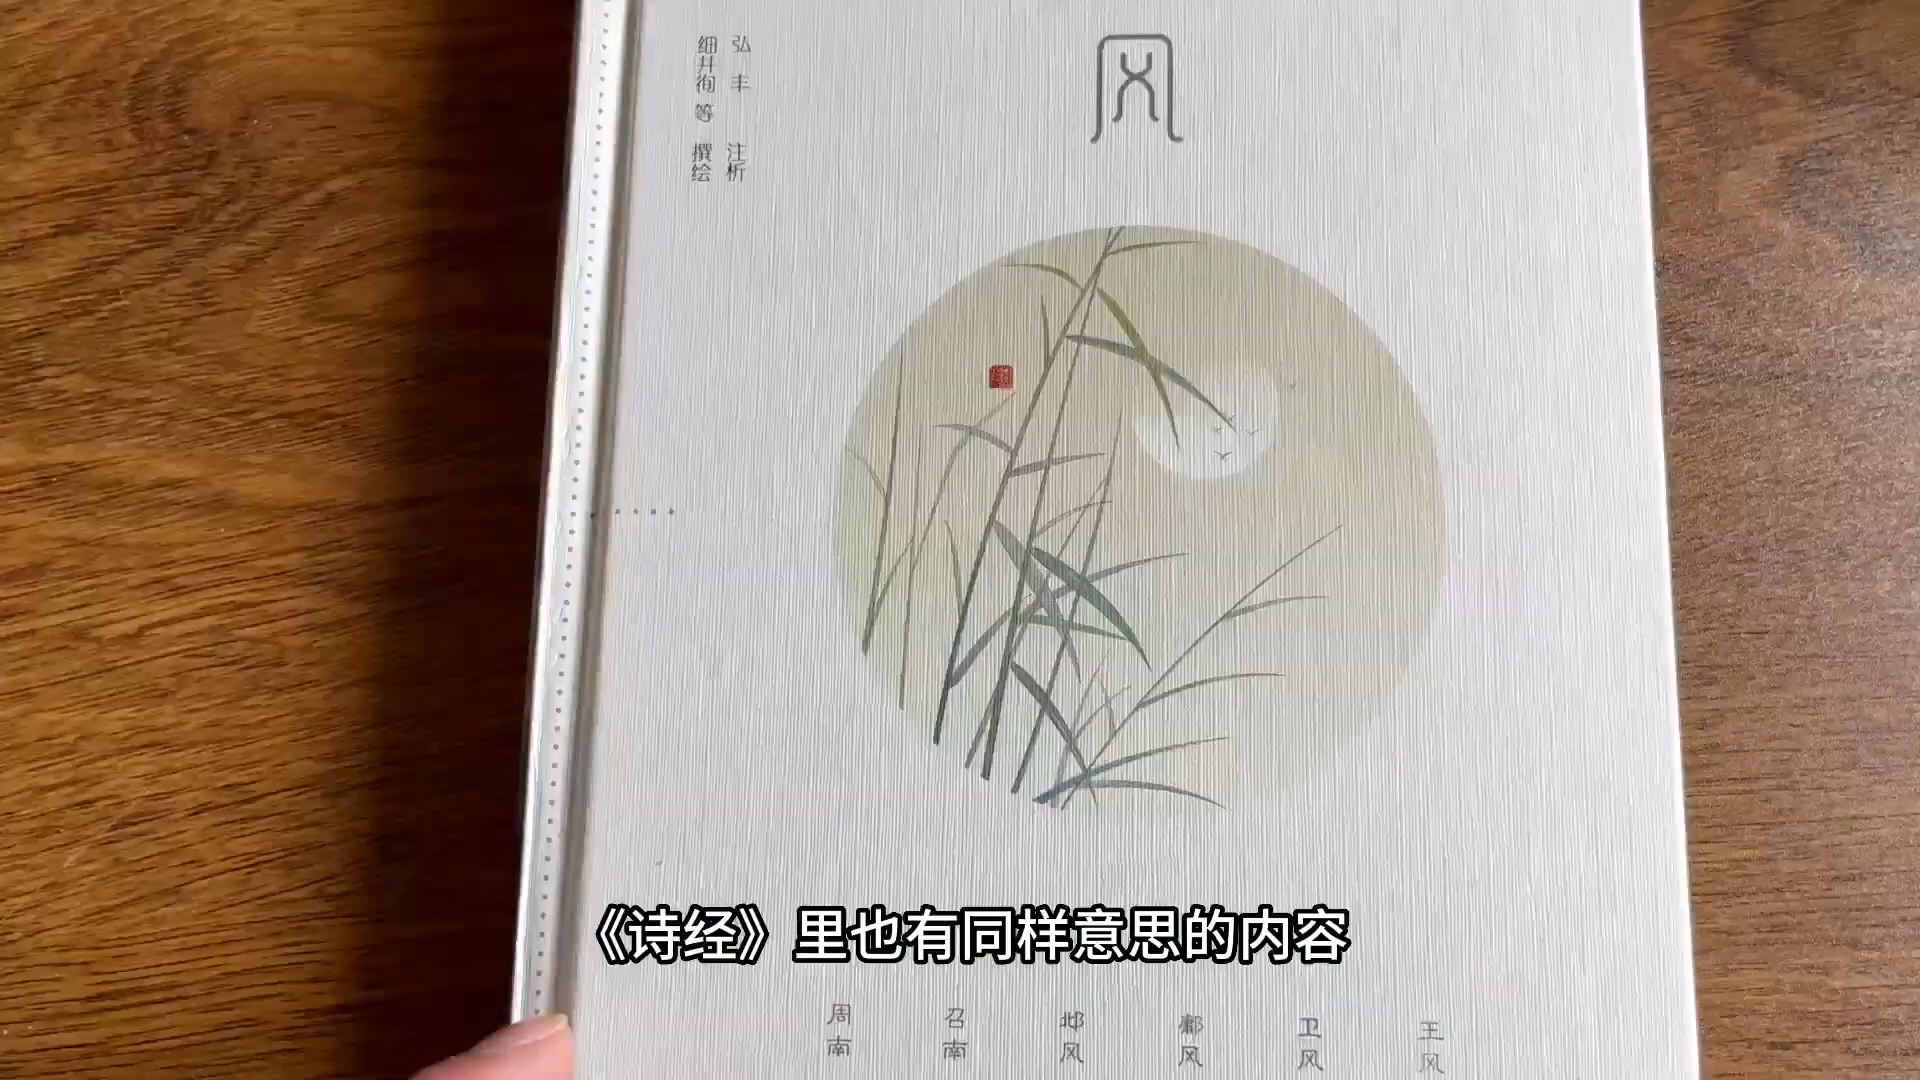 弘丰 注析
细井徇 等 撰绘
风
《诗经》里也有同样意思的内容
周南
召南
邶风
鄘风
卫风
王风